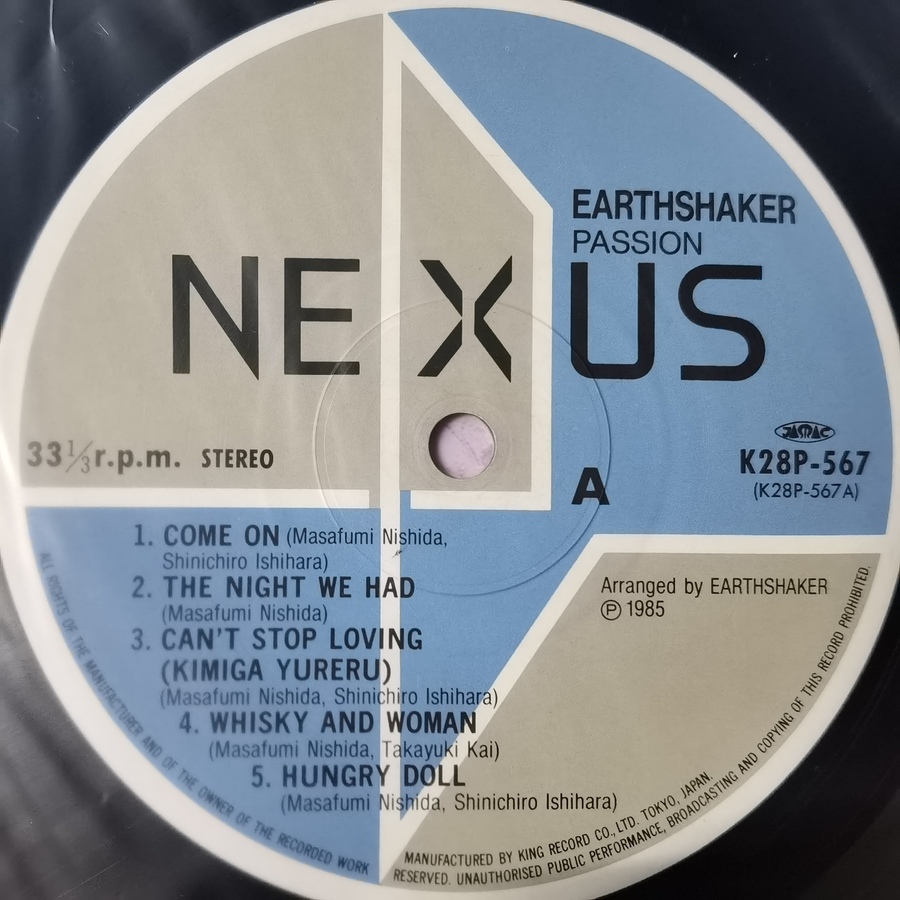 EARTHSHAKER
PASSION
NEXUS
33 1/3 r.p.m. STEREO
A
JASRAC
K28P-567
(K28P-567A)
1. COME ON (Masafumi Nishida,
Shinichiro Ishihara)
2. THE NIGHT WE HAD
(Masafumi Nishida)
3. CAN'T STOP LOVING
(KIMIGA YURERU)
(Masafumi Nishida, Shinichiro Ishihara)
4. WHISKY AND WOMAN
(Masafumi Nishida, Takayuki Kai)
5. HUNGRY DOLL
(Masafumi Nishida, Shinichiro Ishihara)
Arranged by EARTHSHAKER
Ⓟ 1985
ALL RIGHTS OF THE MANUFACTURER AND OF THE OWNER OF THE RECORDED WORK
RESERVED. UNAUTHORISED PUBLIC PERFORMANCE, BROADCASTING AND COPYING OF THIS RECORD PROHIBITED.
MANUFACTURED BY KING RECORD CO., LTD. TOKYO, JAPAN.